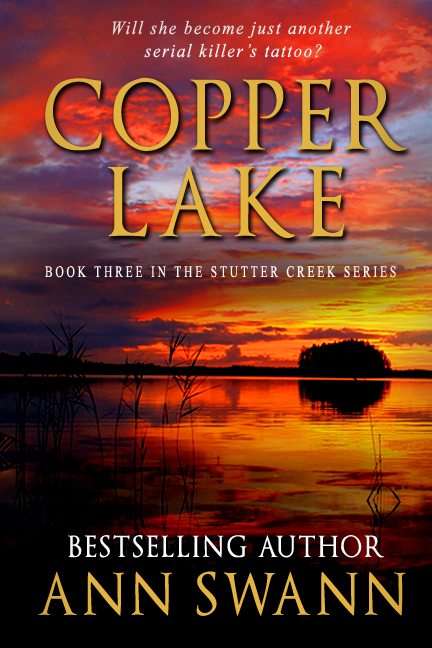 Will she become just another
serial killer's tattoo?
COPPER
LAKE
BOOK THREE IN THE STUTTER CREEK SERIES
BESTSELLING AUTHOR
ANN SWANN